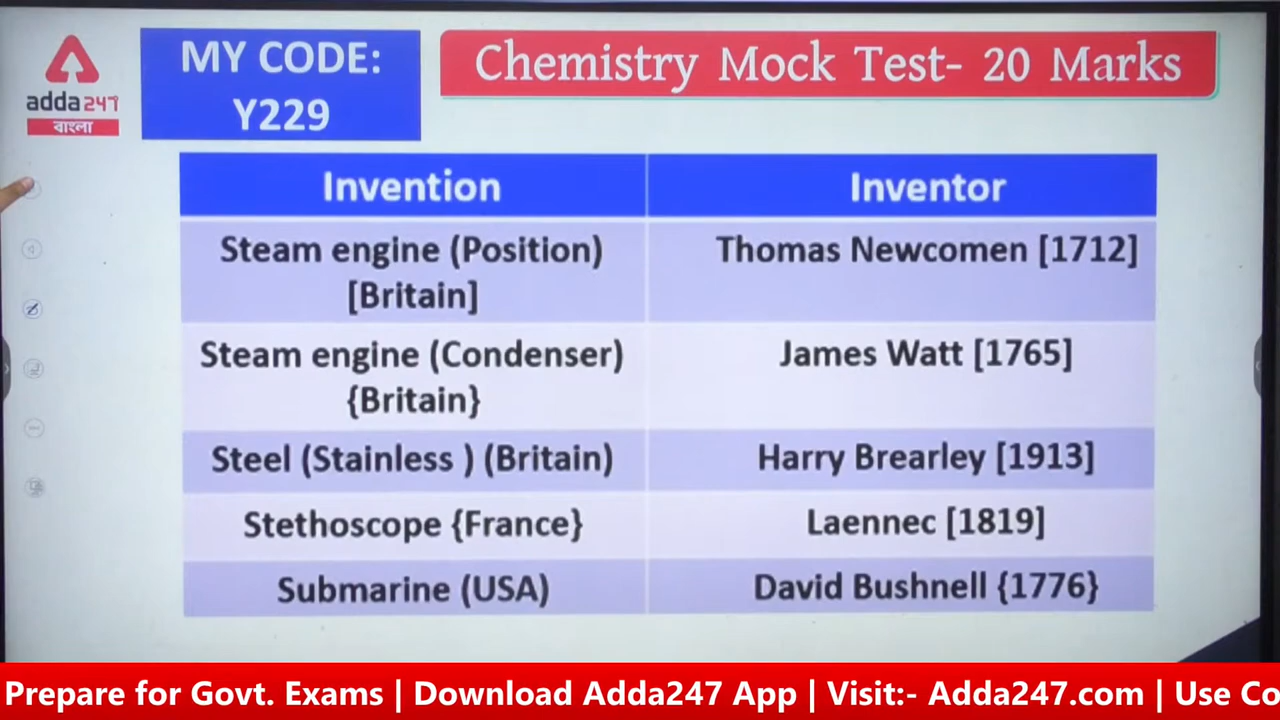 adda247
বাংলা
MY CODE:
Y229
Chemistry Mock Test- 20 Marks
Invention
Inventor
Steam engine (Position)
[Britain]
Thomas Newcomen [1712]
Steam engine (Condenser)
{Britain}
James Watt [1765]
Steel (Stainless ) (Britain)
Harry Brearley [1913]
Stethoscope {France}
Laennec [1819]
Submarine (USA)
David Bushnell {1776}
Prepare for Govt. Exams | Download Adda247 App | Visit:- Adda247.com | Use Co